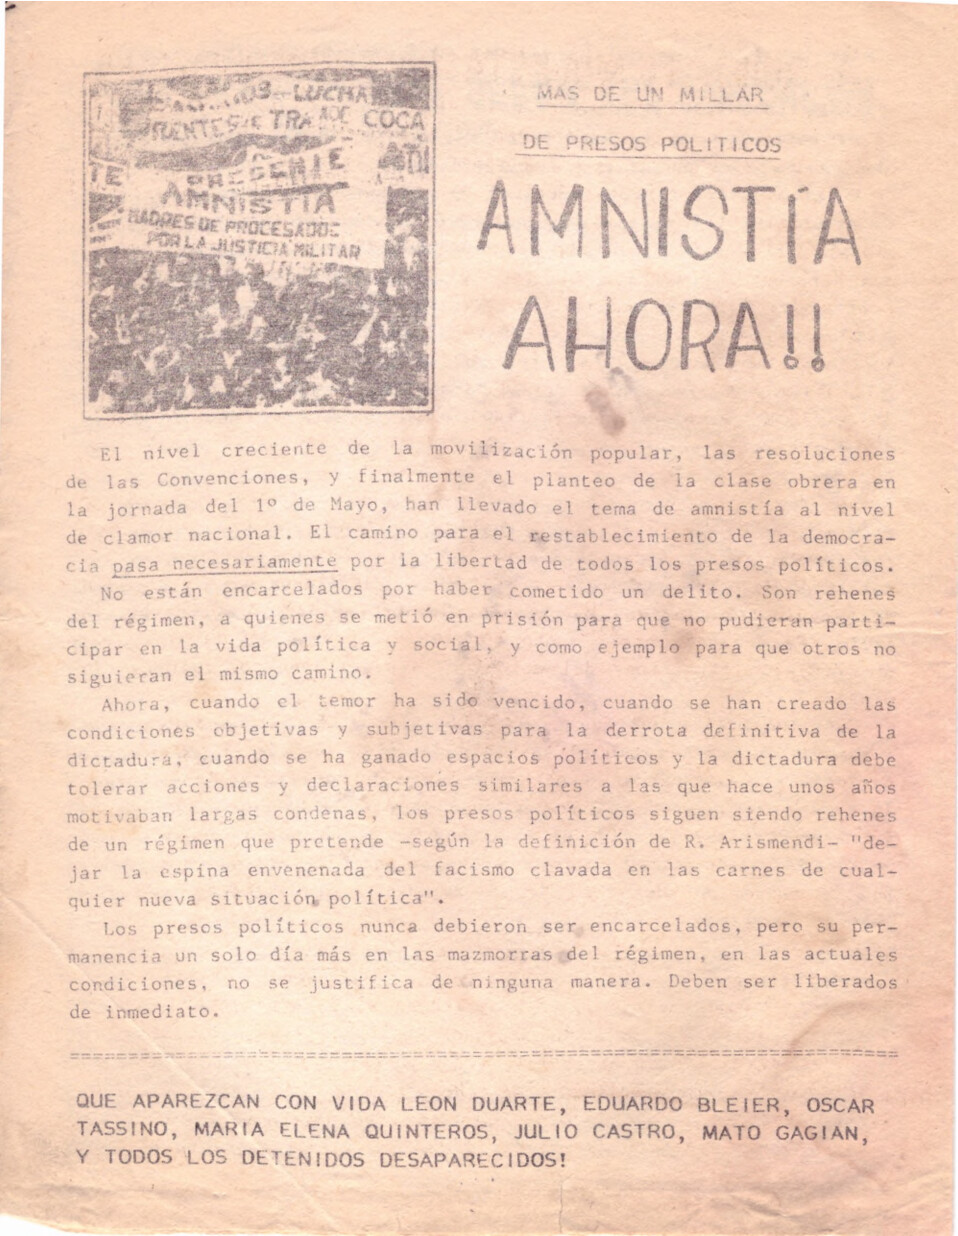 LUCHA
COCA
TE PRESENTE
AMNISTIA
MADRES DE PROCESADOS
POR LA JUSTICIA MILITAR
MAS DE UN MILLAR
DE PRESOS POLITICOS
AMNISTÍA
AHORA!!
El nivel creciente de la movilización popular, las resoluciones
de las Convenciones, y finalmente el planteo de la clase obrera en
la jornada del 1º de Mayo, han llevado el tema de amnistía al nivel
de clamor nacional. El camino para el restablecimiento de la democra-
cia pasa necesariamente por la libertad de todos los presos políticos.
No están encarcelados por haber cometido un delito. Son rehenes
del régimen, a quienes se metió en prisión para que no pudieran parti-
cipar en la vida política y social, y como ejemplo para que otros no
siguieran el mismo camino.
Ahora, cuando el temor ha sido vencido, cuando se han creado las
condiciones objetivas y subjetivas para la derrota definitiva de la
dictadura, cuando se ha ganado espacios políticos y la dictadura debe
tolerar acciones y declaraciones similares a las que hace unos años
motivaban largas condenas, los presos políticos siguen siendo rehenes
de un régimen que pretende -según la definición de R. Arismendi- "de-
jar la espina envenenada del facismo clavada en las carnes de cual-
quier nueva situación política".
Los presos políticos nunca debieron ser encarcelados, pero su per-
manencia un solo día más en las mazmorras del régimen, en las actuales
condiciones, no se justifica de ninguna manera. Deben ser liberados
de inmediato.
QUE APAREZCAN CON VIDA LEON DUARTE, EDUARDO BLEIER, OSCAR
TASSINO, MARIA ELENA QUINTEROS, JULIO CASTRO, MATO GAGIAN,
Y TODOS LOS DETENIDOS DESAPARECIDOS!